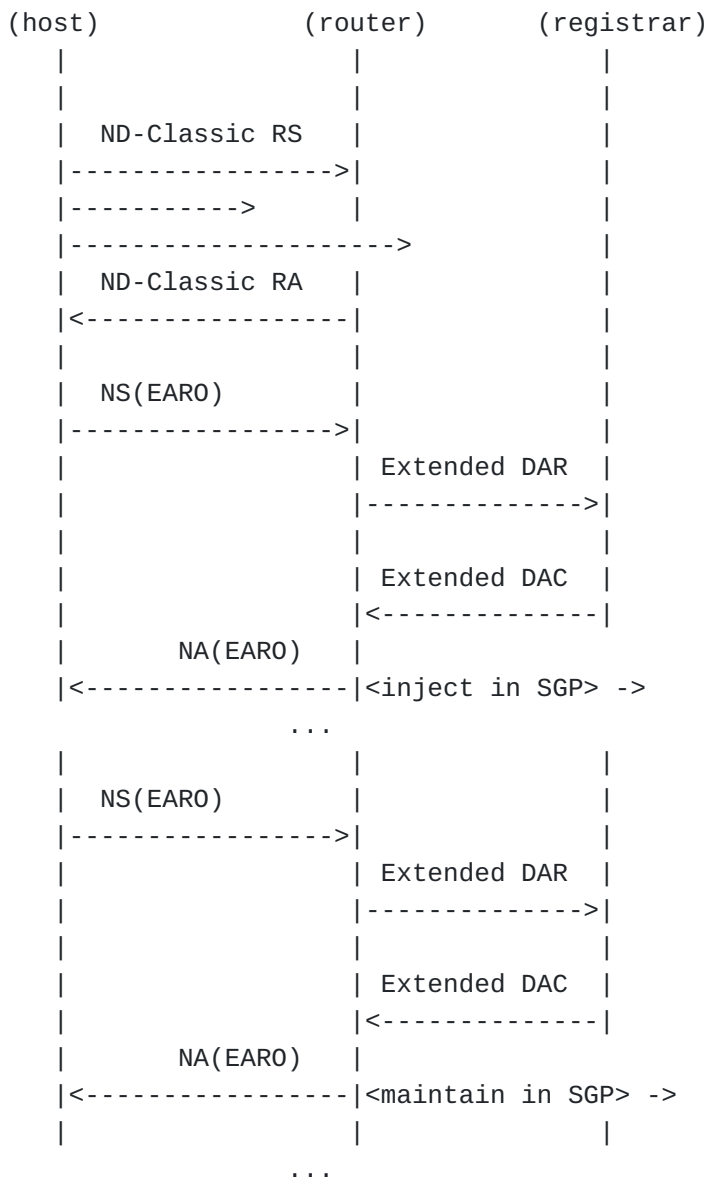 (host) (router) (registrar)
| | |
| | |
| ND-Classic RS | |
|----------------->| |
|-----------> | |
|---------------------> |
| ND-Classic RA | |
|<-----------------| |
| | |
| NS(EARO) | |
|----------------->| |
| | Extended DAR |
| |-------------->|
| | |
| | Extended DAC |
| |<--------------|
| NA(EARO) |
|<-----------------|<inject in SGP> ->
...
| | |
| NS(EARO) | |
|----------------->| |
| | Extended DAR |
| |-------------->|
| | |
| | Extended DAC |
| |<--------------|
| NA(EARO) |
|<-----------------|<maintain in SGP> ->
| | |
...